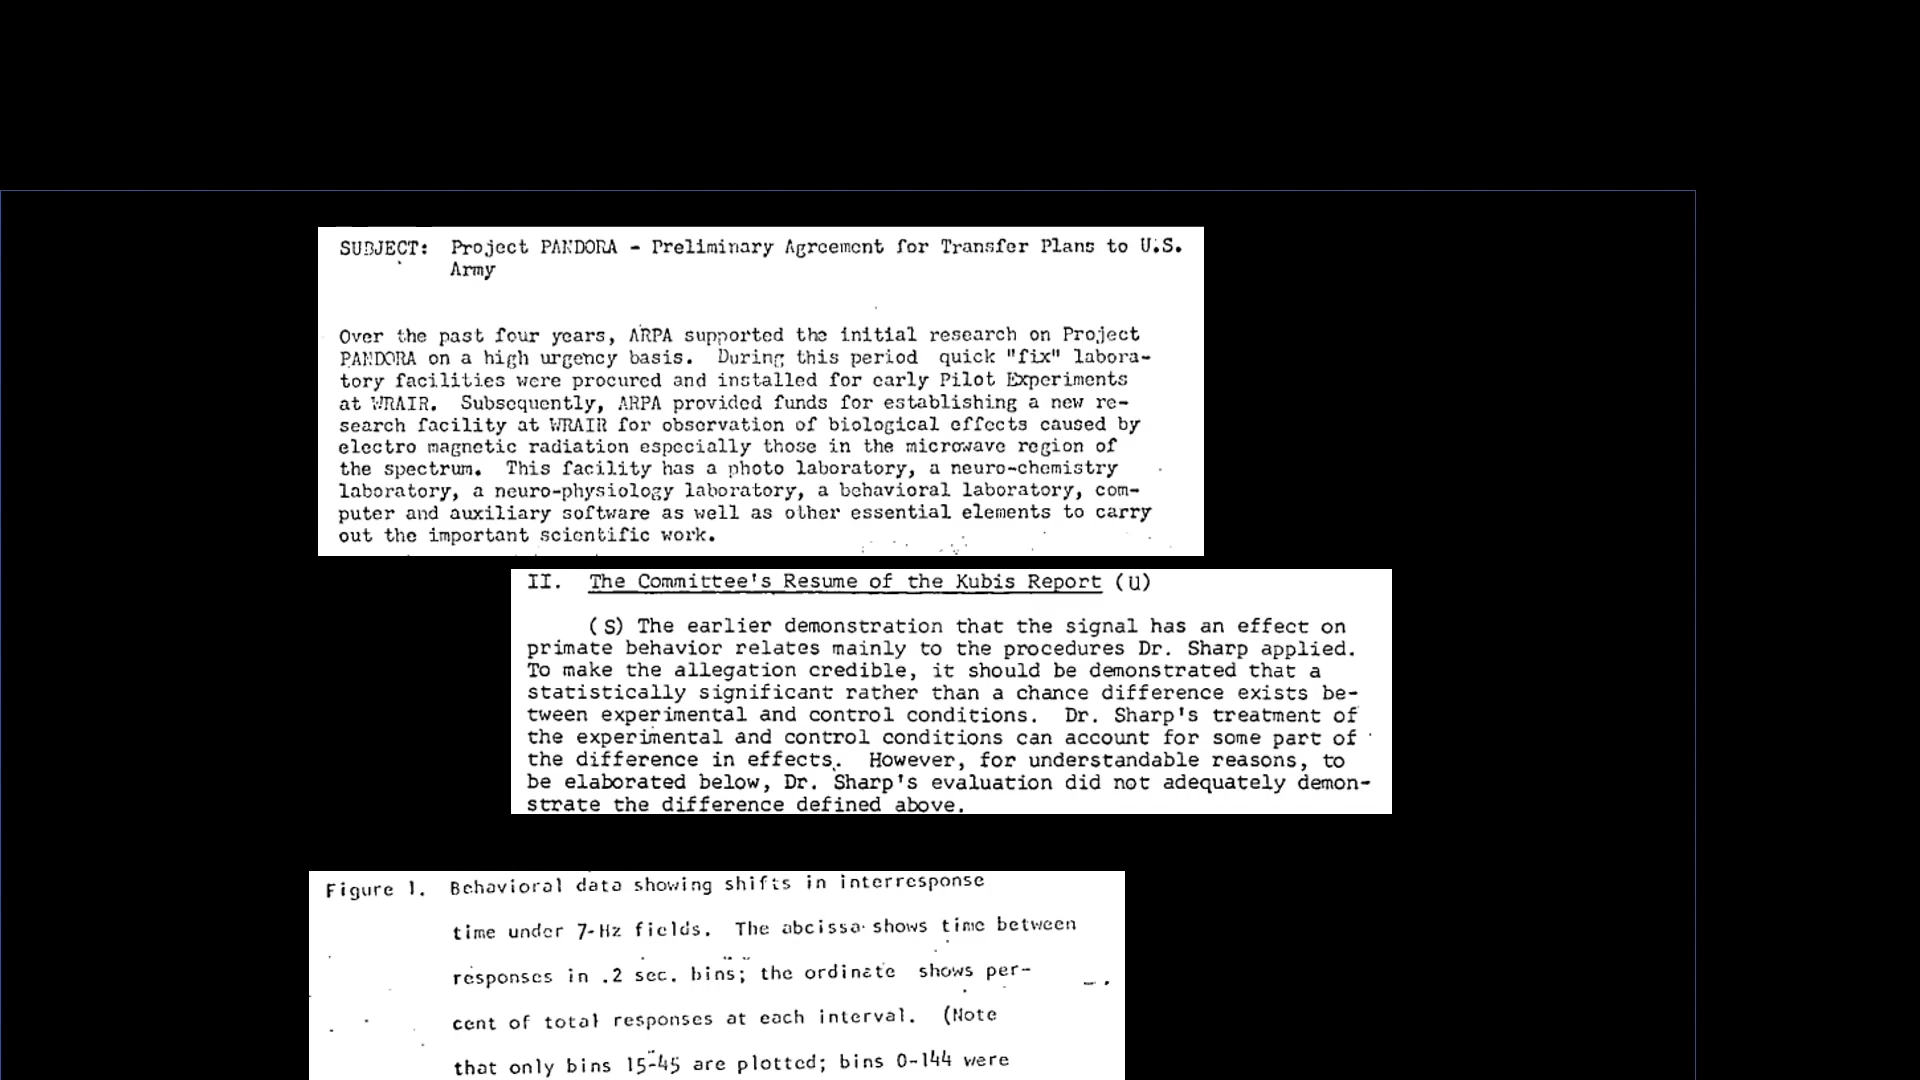 SUBJECT: Project PANDORA - Preliminary Agreement for Transfer Plans to U.S.
Army
Over the past four years, ARPA supported the initial research on Project
PANDORA on a high urgency basis. During this period quick "fix" labora-
tory facilities were procured and installed for early Pilot Experiments
at WRAIR. Subsequently, ARPA provided funds for establishing a new re-
search facility at WRAIR for observation of biological effects caused by
electro magnetic radiation especially those in the microwave region of
the spectrum. This facility has a photo laboratory, a neuro-chemistry
laboratory, a neuro-physiology laboratory, a behavioral laboratory, com-
puter and auxiliary software as well as other essential elements to carry
out the important scientific work.
II. The Committee's Resume of the Kubis Report (U)
(S) The earlier demonstration that the signal has an effect on
primate behavior relates mainly to the procedures Dr. Sharp applied.
To make the allegation credible, it should be demonstrated that a
statistically significant rather than a chance difference exists be-
tween experimental and control conditions. Dr. Sharp's treatment of
the experimental and control conditions can account for some part of
the difference in effects. However, for understandable reasons, to
be elaborated below, Dr. Sharp's evaluation did not adequately demon-
strate the difference defined above.
Figure 1. Behavioral data showing shifts in interresponse
time under 7-Hz fields. The abcissa shows time between
responses in .2 sec. bins; the ordinate shows per-
cent of total responses at each interval. (Note
that only bins 15-45 are plotted; bins 0-144 were